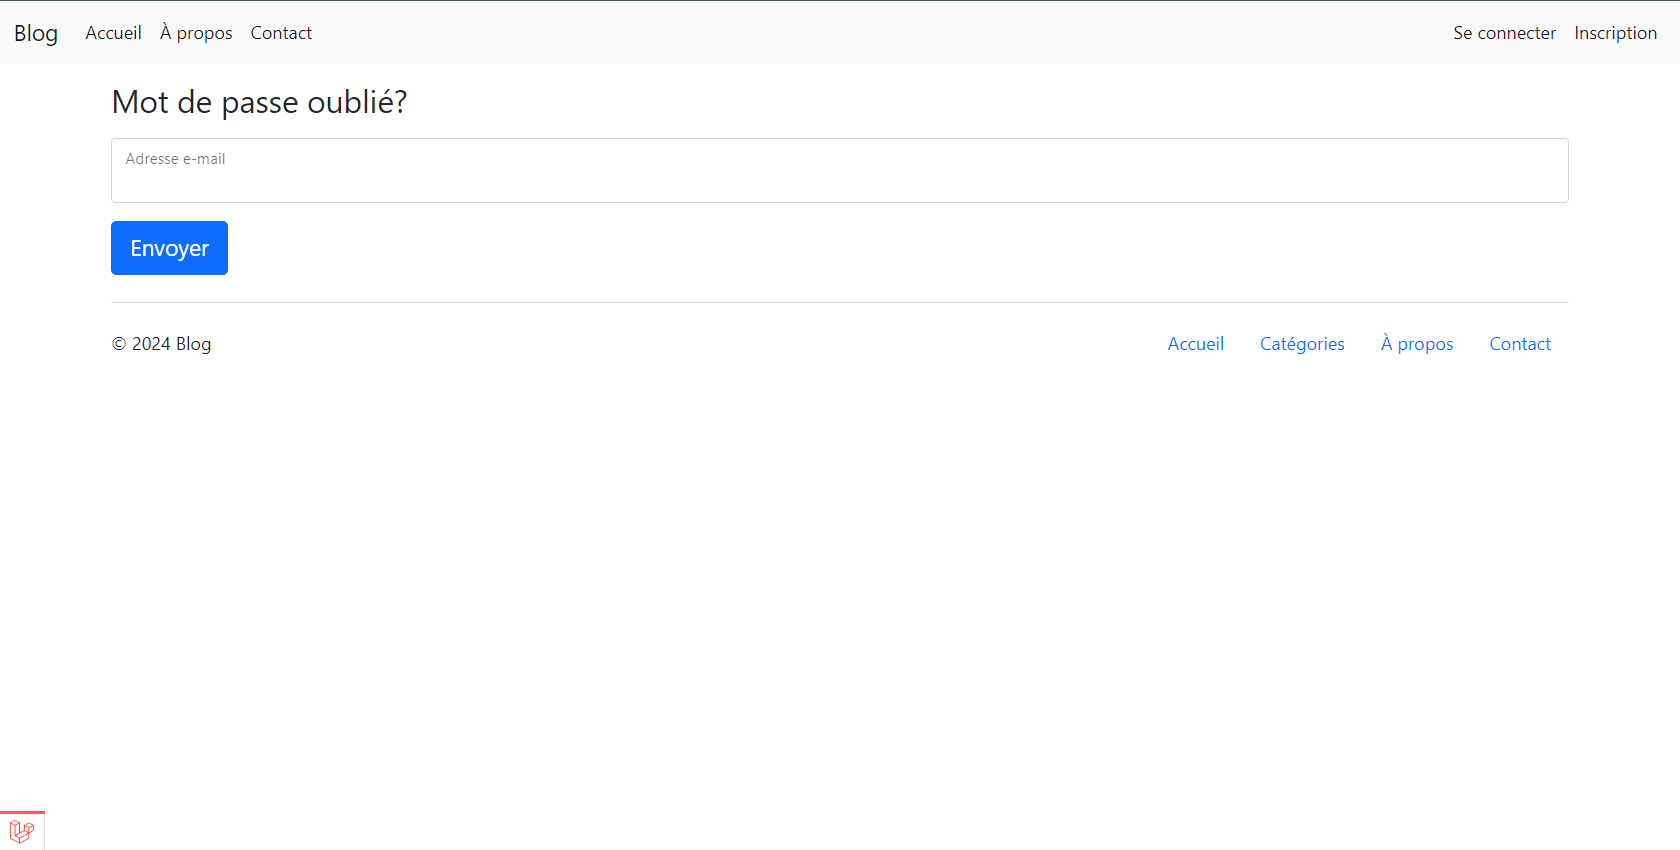 Blog Accueil À propos Contact Se connecter Inscription
Mot de passe oublié?
Adresse e-mail
Envoyer
© 2024 Blog Accueil Catégories À propos Contact